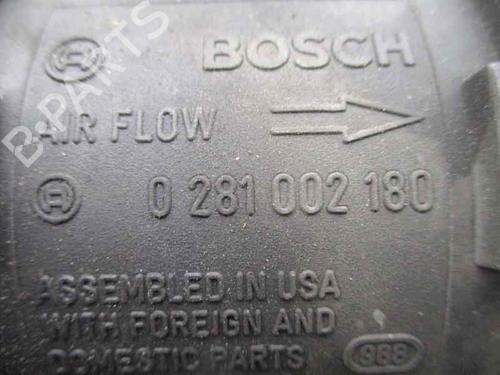 BOSCH
AIR FLOW
0 281 002 180
ASSEMBLED IN USA
WITH FOREIGN AND
DOMESTIC PARTS 988
B-PARTS